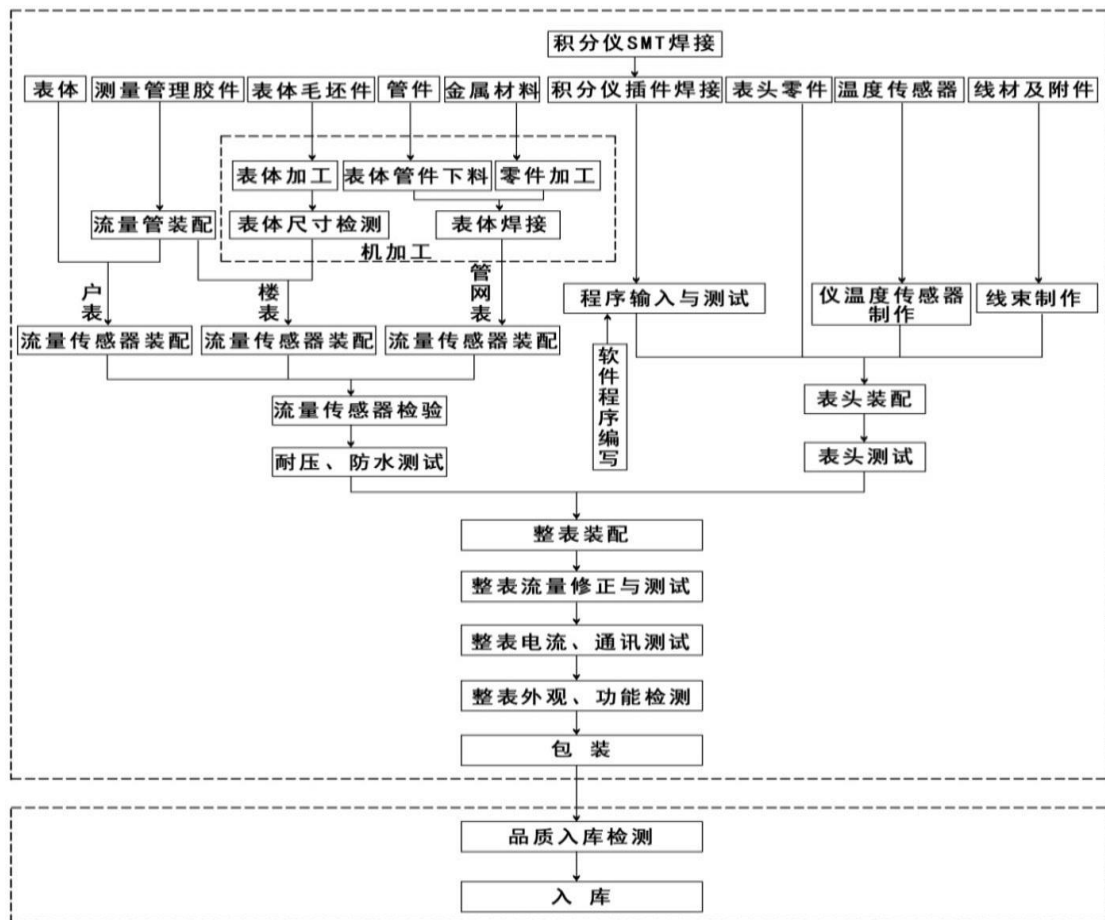 积分仪SMT焊接
表体
测量管理胶件
表体毛坯件
管件
金属材料
积分仪插件焊接
表头零件
温度传感器
线材及附件
表体加工
表体管件下料
零件加工
流量管装配
表体尺寸检测
表体焊接
机加工
户表
楼表
管网表
程序输入与测试
仪温度传感器
制作
线束制作
流量传感器装配
流量传感器装配
流量传感器装配
软件程序编写
流量传感器检验
表头装配
耐压、防水测试
表头测试
整表装配
整表流量修正与测试
整表电流、通讯测试
整表外观、功能检测
包 装
品质入库检测
入 库